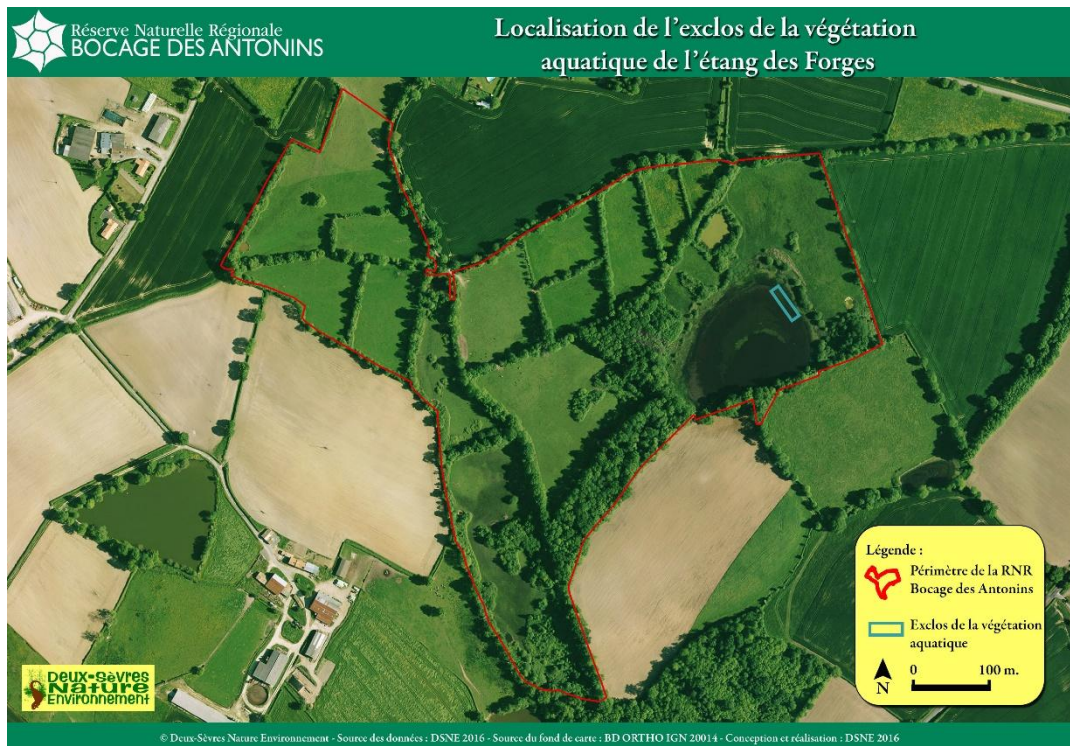 Réserve Naturelle Régionale
BOCAGE DES ANTONINS
Localisation de l'exclos de la végétation
aquatique de l'étang des Forges
Légende :
Périmètre de la RNR
Bocage des Antonins
Exclos de la végétation
aquatique
N
0 100 m.
Deux-Sèvres
Nature
Environnement
© Deux-Sèvres Nature Environnement - Source des données : DSNE 2016 - Source du fond de carte : BD ORTHO IGN 20014 - Conception et réalisation : DSNE 2016